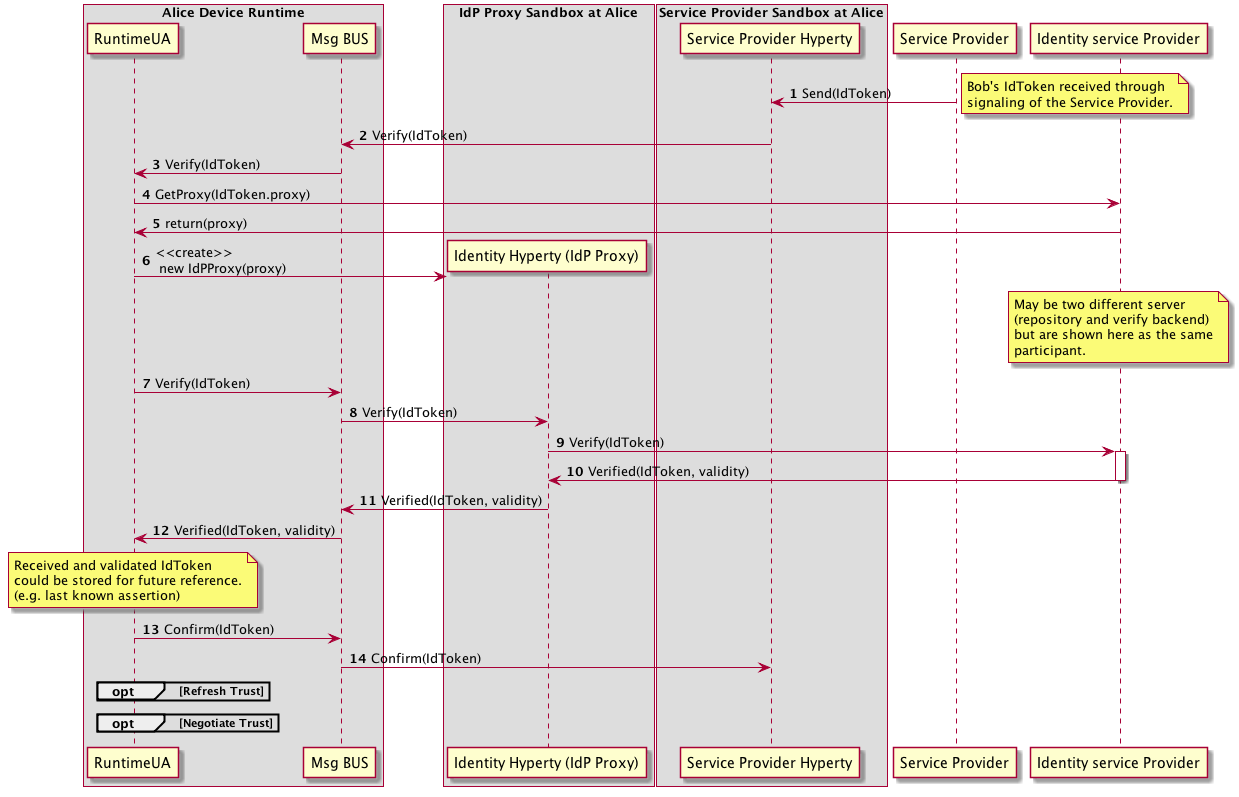 Alice Device Runtime
IdP Proxy Sandbox at Alice
Service Provider Sandbox at Alice
RuntimeUA
Msg BUS
Service Provider Hyperty
Service Provider
Identity service Provider
Bob's IdToken received through
signaling of the Service Provider.
1 Send(IdToken)
2 Verify(IdToken)
3 Verify(IdToken)
4 GetProxy(IdToken.proxy)
5 return(proxy)
6 <<create>>
new IdPProxy(proxy)
Identity Hyperty (IdP Proxy)
May be two different server
(repository and verify backend)
but are shown here as the same
participant.
7 Verify(IdToken)
8 Verify(IdToken)
9 Verify(IdToken)
10 Verified(IdToken, validity)
11 Verified(IdToken, validity)
12 Verified(IdToken, validity)
Received and validated IdToken
could be stored for future reference.
(e.g. last known assertion)
13 Confirm(IdToken)
14 Confirm(IdToken)
opt [Refresh Trust]
opt [Negotiate Trust]
RuntimeUA
Msg BUS
Identity Hyperty (IdP Proxy)
Service Provider Hyperty
Service Provider
Identity service Provider